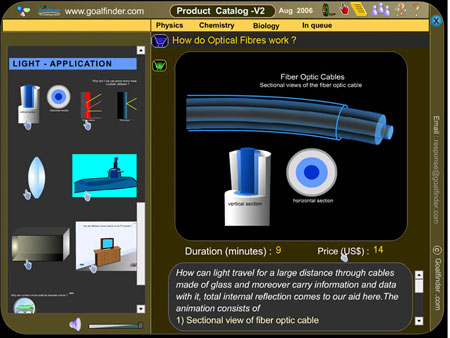 www.goalfinder.com
Product Catalog -V2
Aug 2006
Physics Chemistry Biology In queue
How do Optical Fibres work ?
LIGHT - APPLICATION
Fiber Optic Cables
Sectional views of the fiber optic cable
vertical section
horizontal section
Duration (minutes) : 9
Price (US$) : 14
How can light travel for a large distance through cables
made of glass and moreover carry information and data
with it, total internal reflection comes to our aid here.The
animation consists of
1) Sectional view of fiber optic cable
Email : response@goalfinder.com
© Goalfinder.com